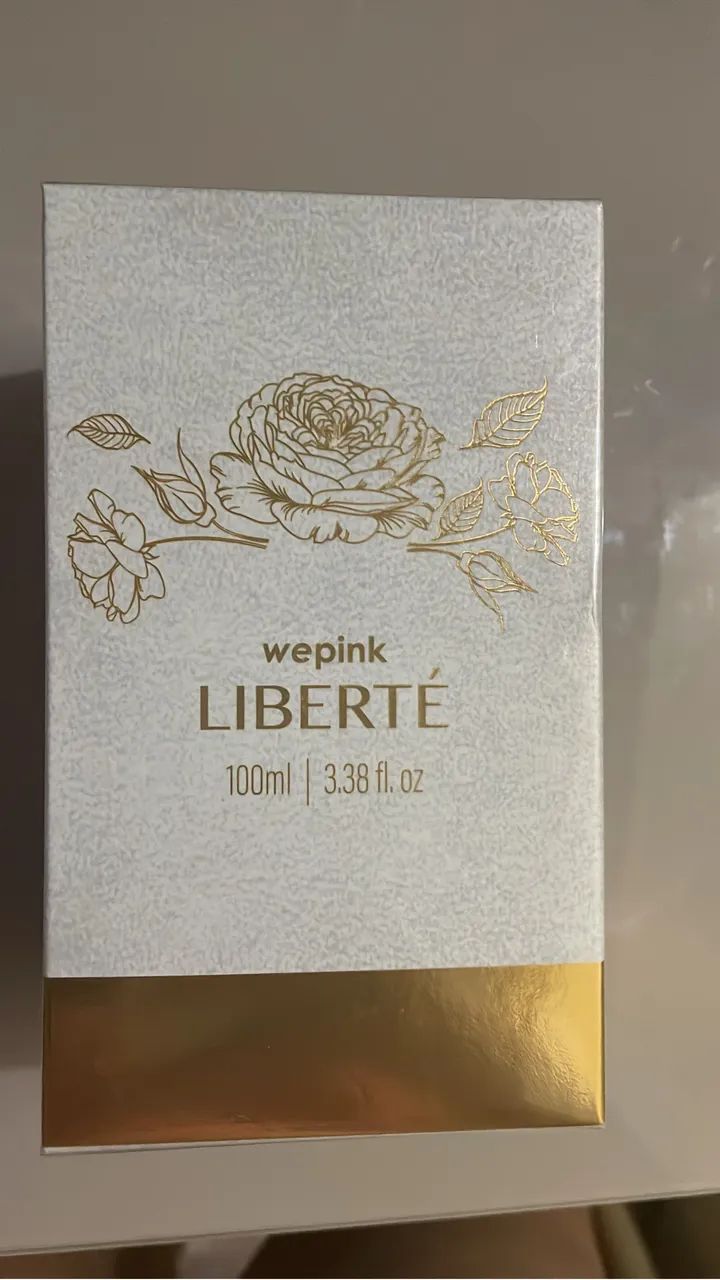 wepink
LIBERTÉ
100ml | 3.38 fl. oz